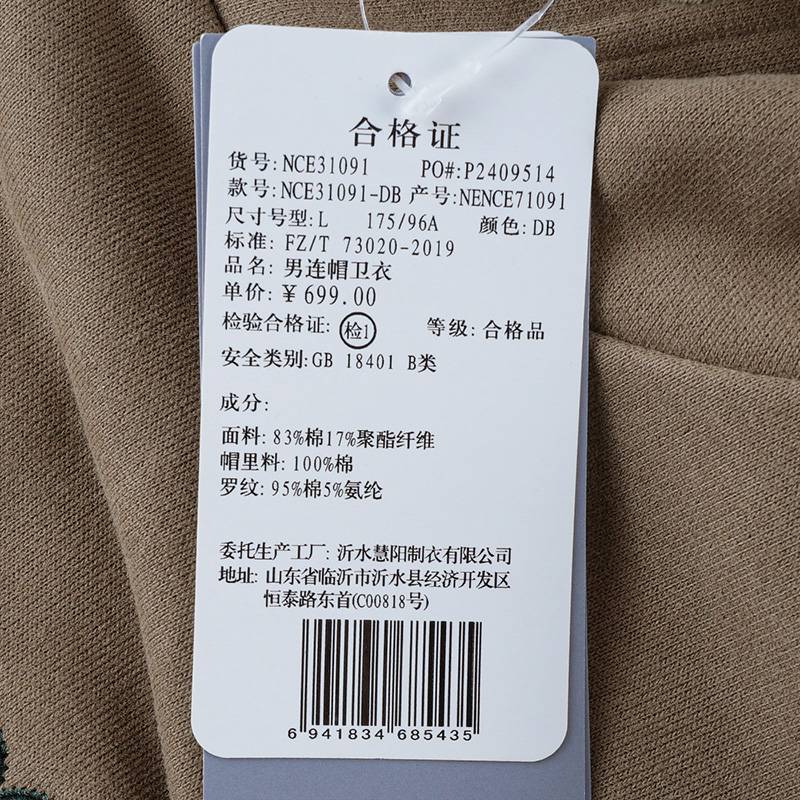 合格证
货号: NCE31091 PO#:P2409514
款号: NCE31091-DB 产号: NENCE71091
尺寸号型: L 175/96A 颜色: DB
标准: FZ/T 73020-2019
品名: 男连帽卫衣
单价: ¥ 699.00
检验合格证: 检1 等级: 合格品
安全类别: GB 18401 B类
成分:
面料: 83%棉17%聚酯纤维
帽里料: 100%棉
罗纹: 95%棉5%氨纶
委托生产工厂: 沂水慧阳制衣有限公司
地址: 山东省临沂市沂水县经济开发区
恒泰路东首(C00818号)
6 941834 685435